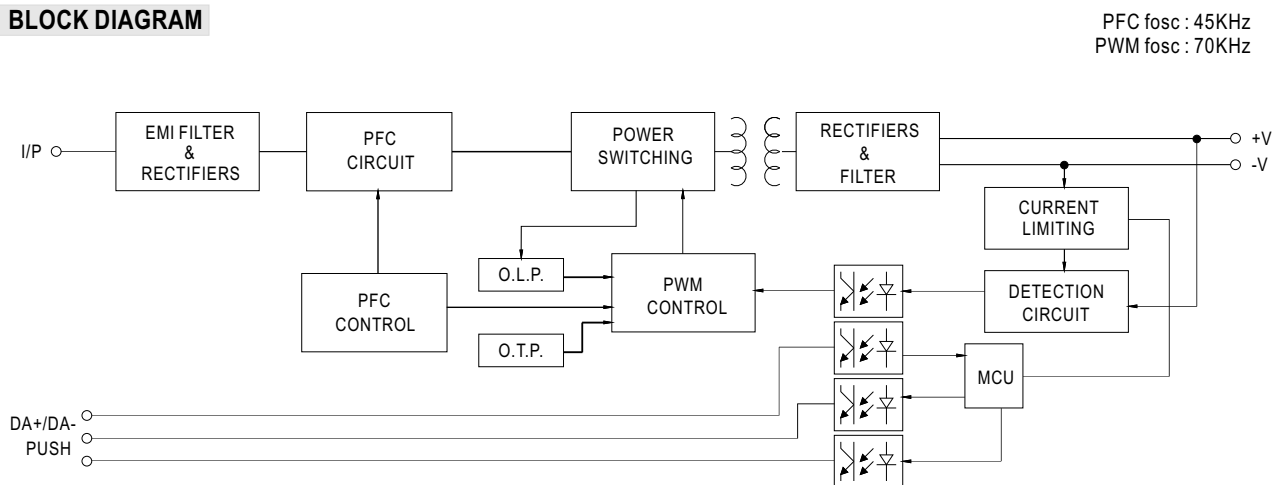 BLOCK DIAGRAM
PFC fosc : 45KHz
PWM fosc : 70KHz
I/P
EMI FILTER
&
RECTIFIERS
PFC
CIRCUIT
POWER
SWITCHING
RECTIFIERS
&
FILTER
+V
-V
CURRENT
LIMITING
O.L.P.
PFC
CONTROL
PWM
CONTROL
DETECTION
CIRCUIT
O.T.P.
MCU
DA+/DA-
PUSH